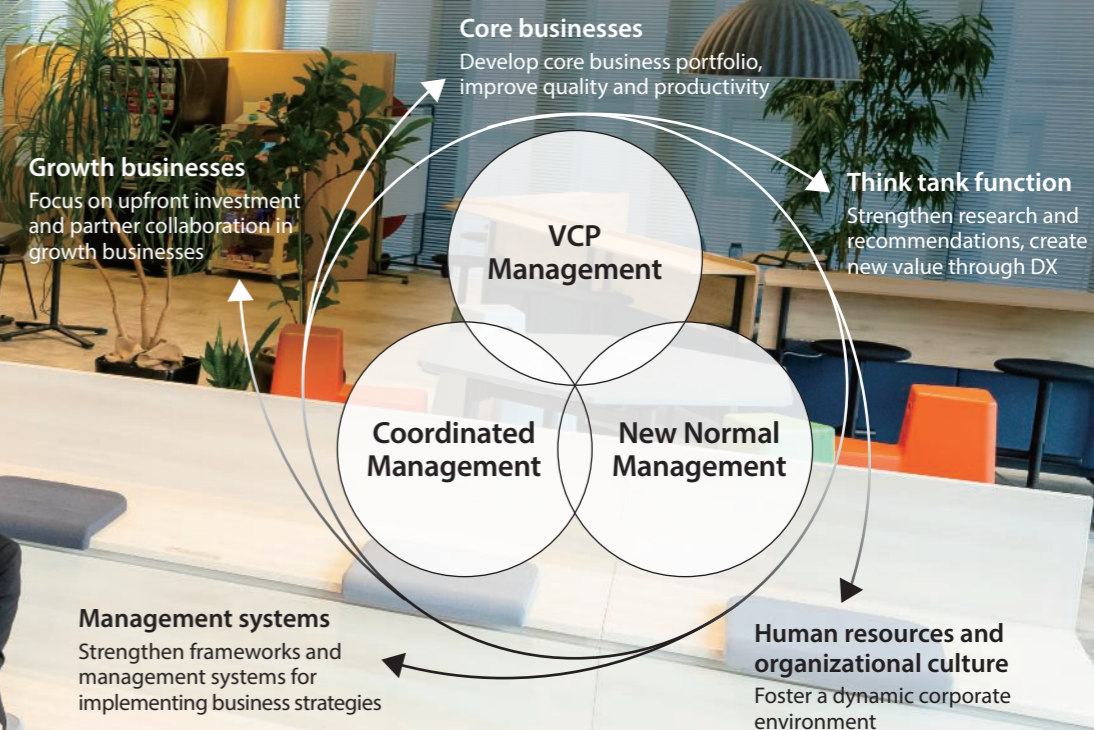 Core businesses
Develop core business portfolio,
improve quality and productivity
Growth businesses
Focus on upfront investment
and partner collaboration in
growth businesses
Think tank function
Strengthen research and
recommendations, create
new value through DX
VCP
Management
Coordinated
Management
New Normal
Management
Management systems
Strengthen frameworks and
management systems for
implementing business strategies
Human resources and
organizational culture
Foster a dynamic corporate
environment